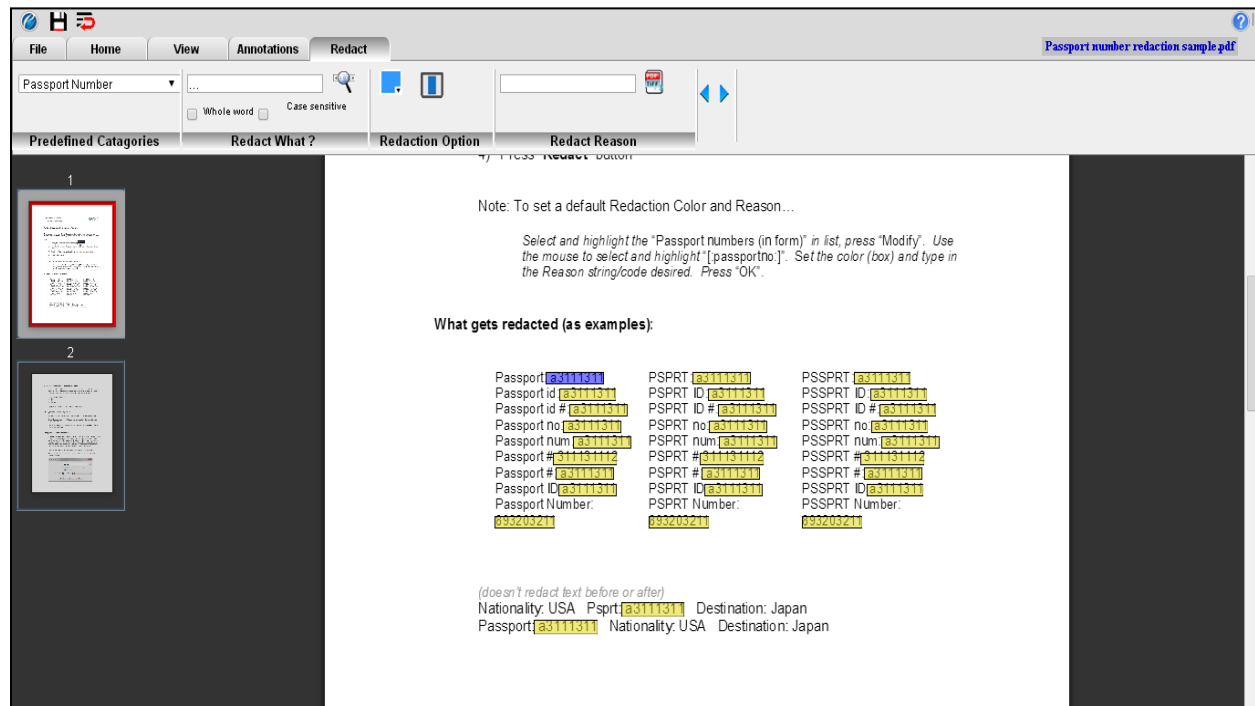 File Home View Annotations Redact
Passport number redaction sample.pdf
Passport Number
...
Whole word Case sensitive
Predefined Catagories Redact What ? Redaction Option Redact Reason
4) Press "Redact" button
1
2
Note: To set a default Redaction Color and Reason…
Select and highlight the "Passport numbers (in form)" in list, press "Modify". Use
the mouse to select and highlight "[:passportno:]". Set the color (box) and type in
the Reason string/code desired. Press "OK".
What gets redacted (as examples):
Passport: a3111311 PSPRT: a3111311 PSSPRT: a3111311
Passport id: a3111311 PSPRT ID: a3111311 PSSPRT ID: a3111311
Passport id #: a3111311 PSPRT ID #: a3111311 PSSPRT ID #: a3111311
Passport no: a3111311 PSPRT no: a3111311 PSSPRT no: a3111311
Passport num: a3111311 PSPRT num: a3111311 PSSPRT num: a3111311
Passport # 311131112 PSPRT # 311131112 PSSPRT # 311131112
Passport # a3111311 PSPRT # a3111311 PSSPRT # a3111311
Passport ID a3111311 PSPRT ID a3111311 PSSPRT ID a3111311
Passport Number: PSPRT Number: PSSPRT Number:
693203211 693203211 693203211
(doesn't redact text before or after)
Nationality: USA Psprt: a3111311 Destination: Japan
Passport: a3111311 Nationality: USA Destination: Japan